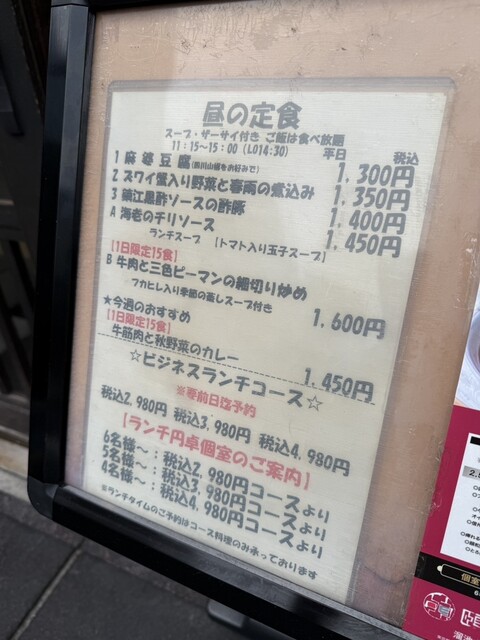 昼の定食
スープ・ザーサイ付き ご飯は食べ放題
11:15~15:00(LO14:30) 平日 税込
1 麻婆豆腐(四川山椒をお好みで) 1,300円
2 ズワイ蟹入り野菜と春雨の煮込み 1,350円
3 鎮江黒酢ソースの酢豚 1,400円
A 海老のチリソース 1,450円
ランチスープ [トマト入り玉子スープ]
[1日限定15食]
B 牛肉と三色ピーマンの細切り炒め
フカヒレ入り季節の蒸しスープ付き 1,600円
★今週のおすすめ
[1日限定15食]
牛筋肉と秋野菜のカレー 1,450円
☆ビジネスランチコース☆
※要前日迄予約
税込2,980円 税込3,980円 税込4,980円
[ランチ円卓個室のご案内]
6名様~:税込2,980円コースより
5名様~:税込3,980円コースより
4名様~:税込4,980円コースより
※ランチタイムのご予約はコース料理のみ承っております
個室